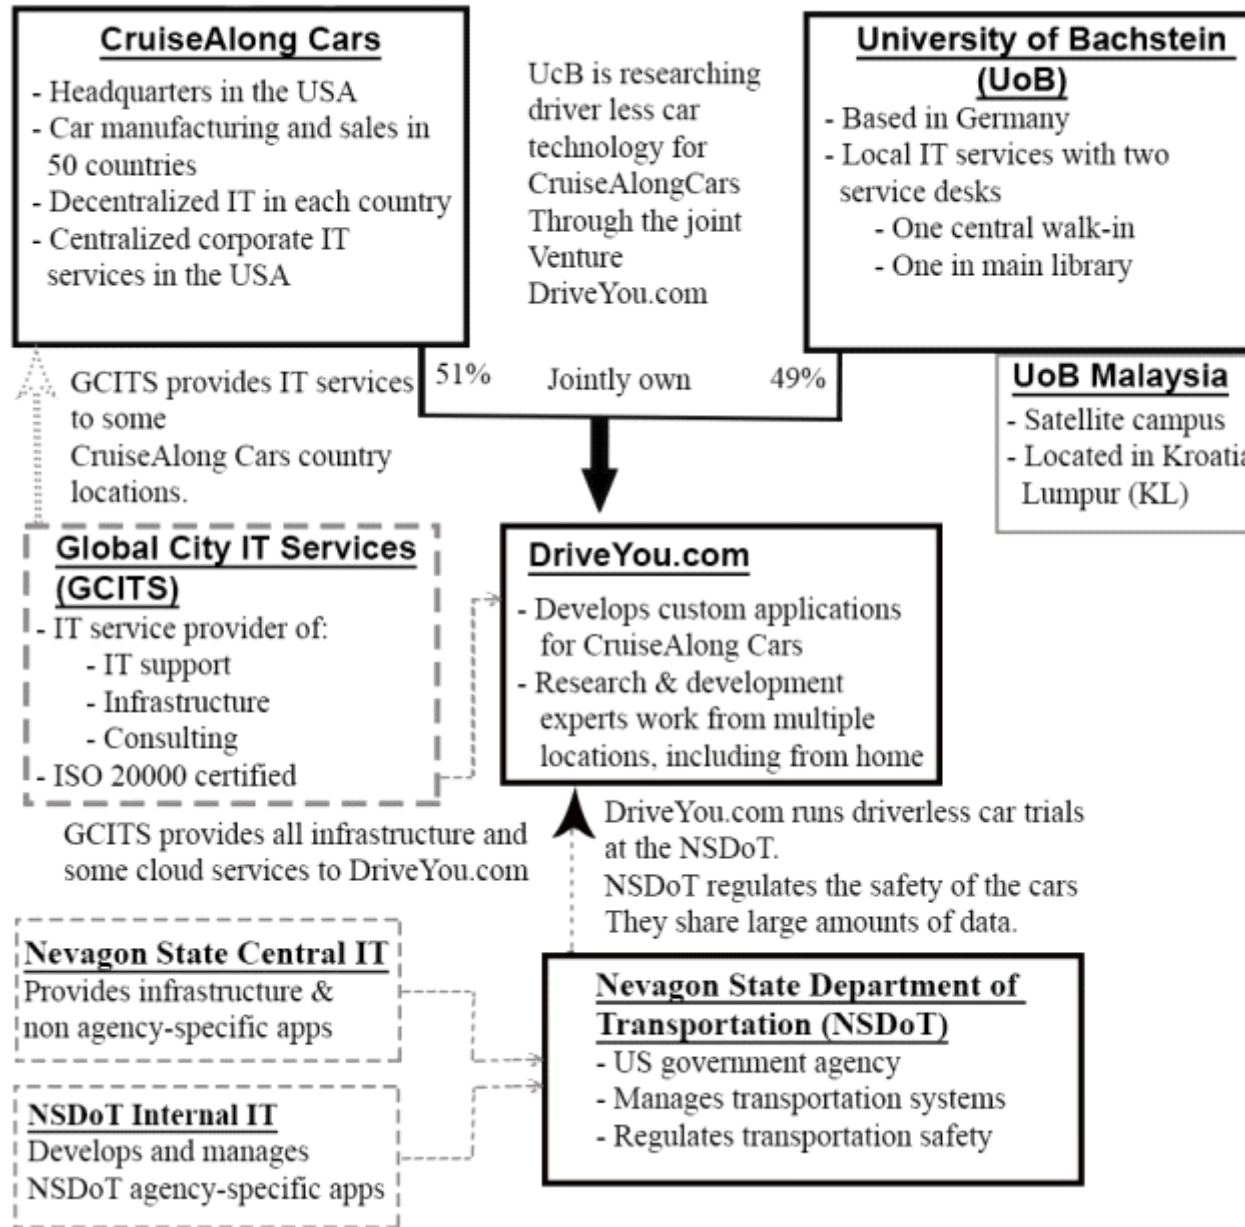 CruiseAlong Cars
- Headquarters in the USA
- Car manufacturing and sales in
50 countries
- Decentralized IT in each country
- Centralized corporate IT
services in the USA
UcB is researching
driver less car
technology for
CruiseAlongCars
Through the joint
Venture
DriveYou.com
University of Bachstein
(UoB)
- Based in Germany
- Local IT services with two
service desks
- One central walk-in
- One in main library
51% Jointly own 49%
UoB Malaysia
- Satellite campus
- Located in Kroatia
Lumpur (KL)
GCITS provides IT services
to some
CruiseAlong Cars country
locations.
Global City IT Services
(GCITS)
- IT service provider of:
- IT support
- Infrastructure
- Consulting
- ISO 20000 certified
DriveYou.com
- Develops custom applications
for CruiseAlong Cars
- Research & development
experts work from multiple
locations, including from home
GCITS provides all infrastructure and
some cloud services to DriveYou.com
DriveYou.com runs driverless car trials
at the NSDoT.
NSDoT regulates the safety of the cars
They share large amounts of data.
Nevagon State Central IT
Provides infrastructure &
non agency-specific apps
NSDoT Internal IT
Develops and manages
NSDoT agency-specific apps
Nevagon State Department of
Transportation (NSDoT)
- US government agency
- Manages transportation systems
- Regulates transportation safety